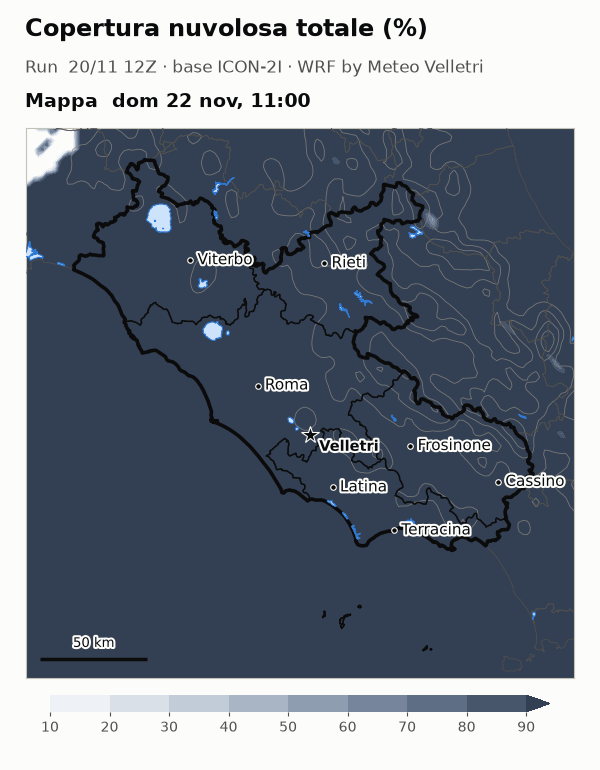 Copertura nuvolosa totale (%)
Run  20/11 12Z · base ICON-2I · WRF by Meteo Velletri
Mappa  dom 22 nov, 11:00
Viterbo
Rieti
Roma
Velletri
Frosinone
Latina
Cassino
Terracina
50 km
10 20 30 40 50 60 70 80 90